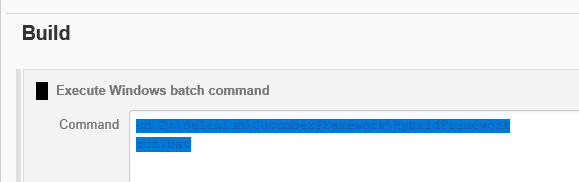 Build
Execute Windows batch command
Command
cd D:\Selenium\CucumberFramework\HybridFramework
run.bat